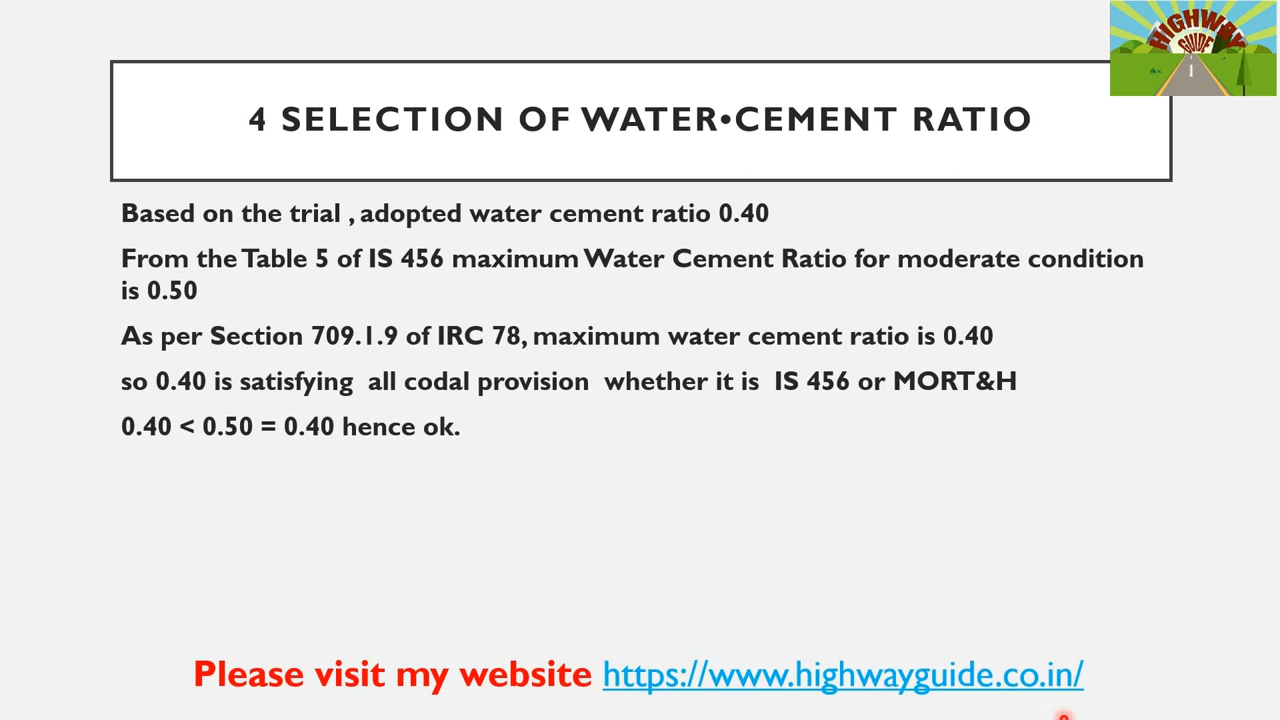 HIGHWAY
GUIDE
4 SELECTION OF WATER•CEMENT RATIO
Based on the trial , adopted water cement ratio 0.40
From the Table 5 of IS 456 maximum Water Cement Ratio for moderate condition
is 0.50
As per Section 709.1.9 of IRC 78, maximum water cement ratio is 0.40
so 0.40 is satisfying all codal provision whether it is IS 456 or MORT&H
0.40 < 0.50 = 0.40 hence ok.
Please visit my website https://www.highwayguide.co.in/